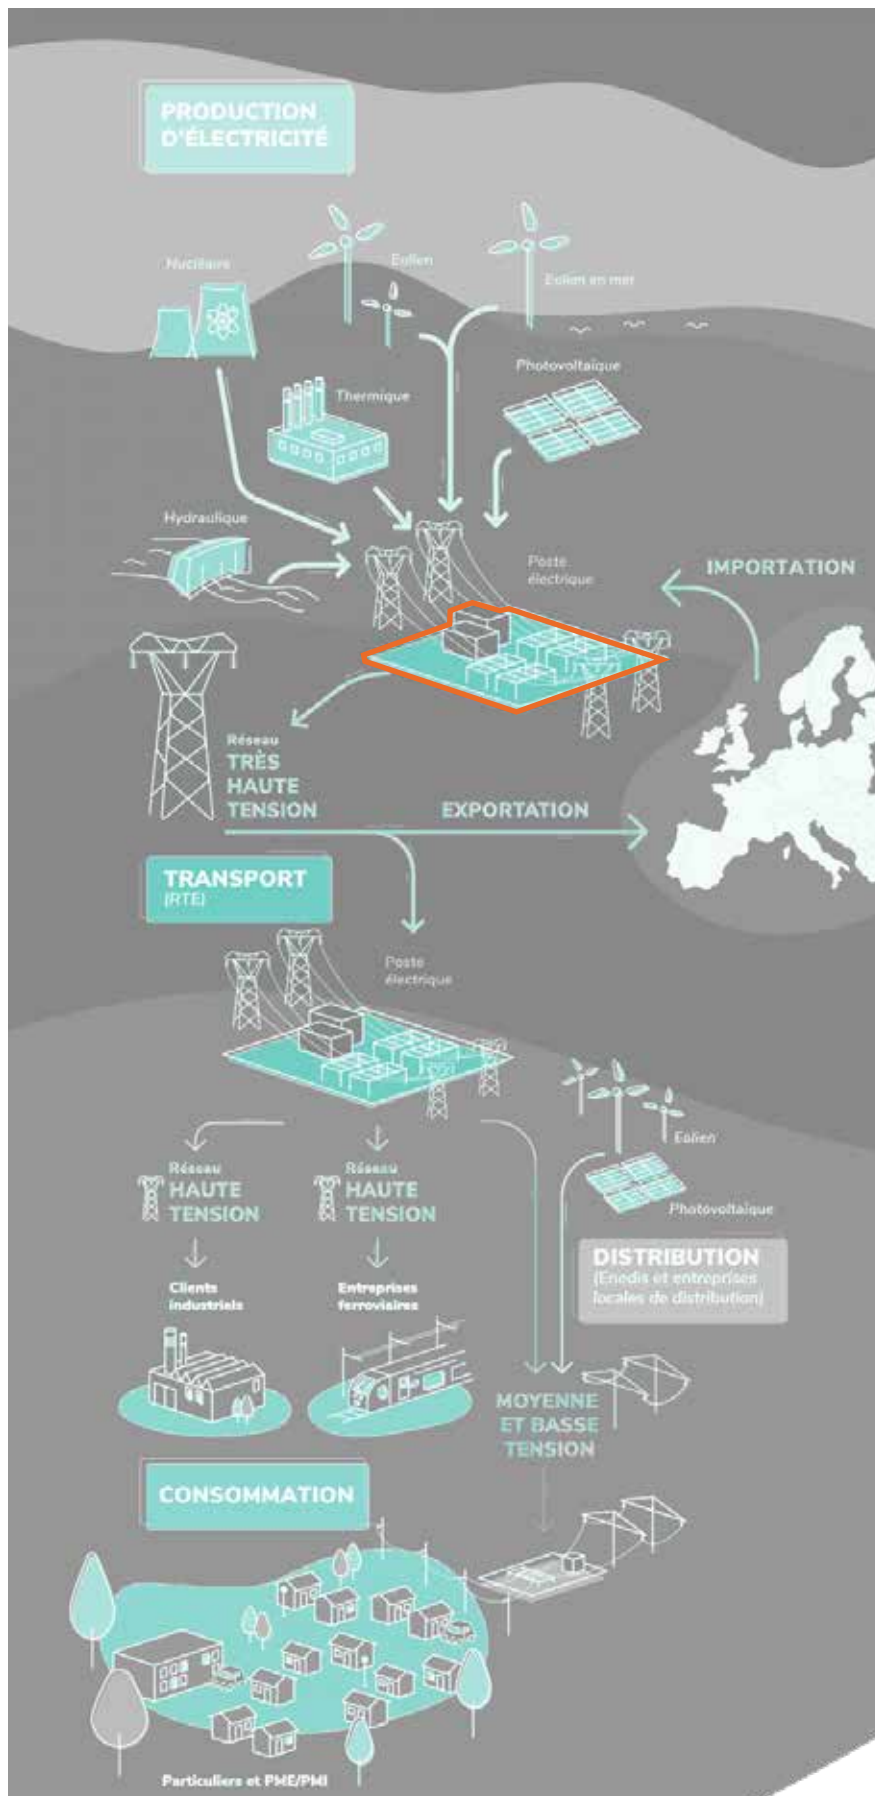 PRODUCTION
D'ÉLECTRICITÉ
Nucléaire
Eolien
Eolien en mer
Photovoltaïque
Thermique
Hydraulique
Poste
électrique
IMPORTATION
Réseau
TRÈS
HAUTE
TENSION
EXPORTATION
TRANSPORT
(RTE)
Poste
électrique
Eolien
Photovoltaïque
Réseau
HAUTE
TENSION
Réseau
HAUTE
TENSION
DISTRIBUTION
(Enedis et entreprises
locales de distribution)
Clients
industriels
Entreprises
ferroviaires
MOYENNE
ET BASSE
TENSION
CONSOMMATION
Particuliers et PME/PMI